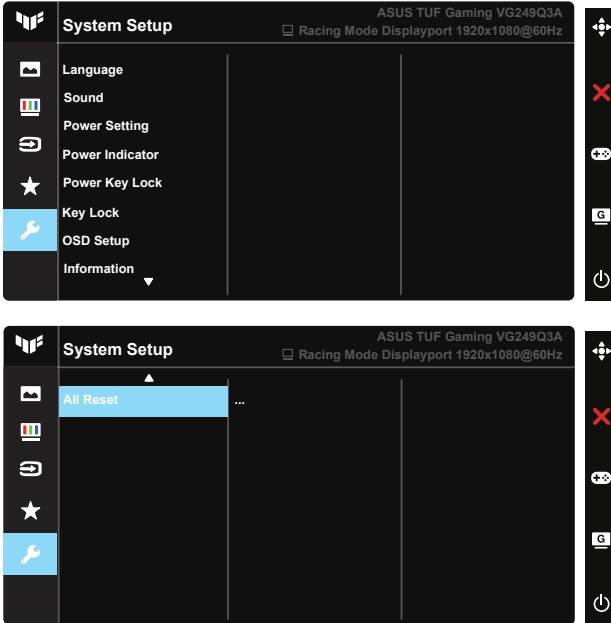 System Setup
ASUS TUF Gaming VG249Q3A
Racing Mode Displayport 1920x1080@60Hz
Language
Sound
Power Setting
Power Indicator
Power Key Lock
Key Lock
OSD Setup
Information
G
System Setup
ASUS TUF Gaming VG249Q3A
Racing Mode Displayport 1920x1080@60Hz
All Reset ...
G